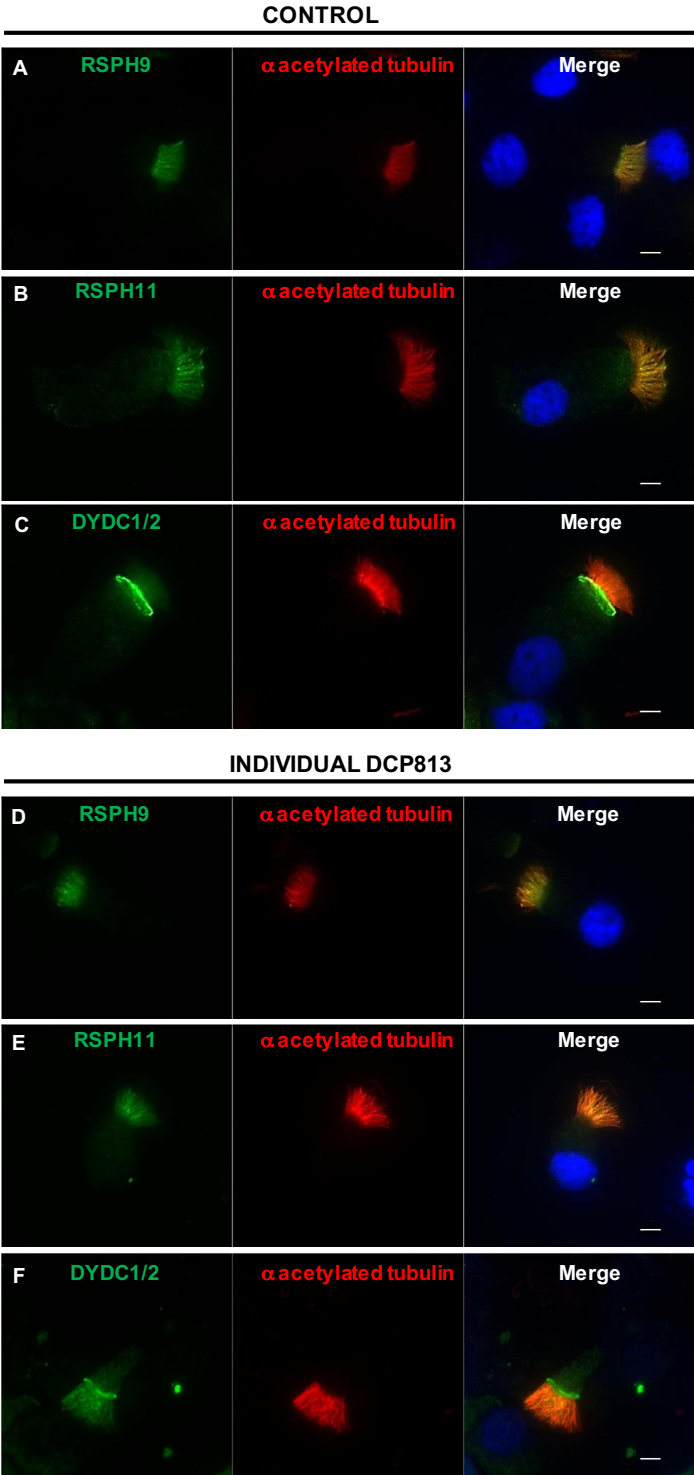 CONTROL
A RSPH9 α acetylated tubulin Merge
B RSPH11 α acetylated tubulin Merge
C DYDC1/2 α acetylated tubulin Merge
INDIVIDUAL DCP813
D RSPH9 α acetylated tubulin Merge
E RSPH11 α acetylated tubulin Merge
F DYDC1/2 α acetylated tubulin Merge